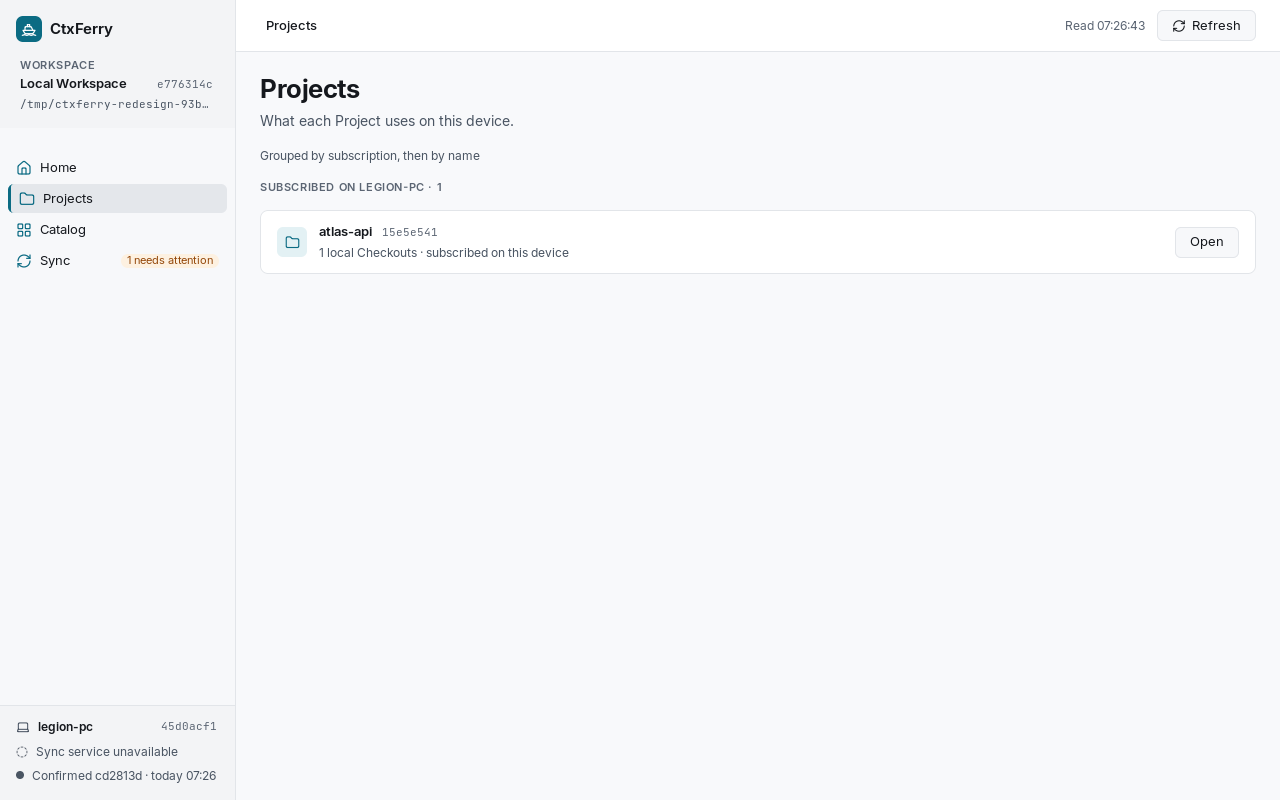 CtxFerry
WORKSPACE
Local Workspace e776314c
/tmp/ctxferry-redesign-93b…
Home
Projects
Catalog
Sync 1 needs attention
legion-pc 45d0acf1
Sync service unavailable
Confirmed cd2813d · today 07:26
Projects
Read 07:26:43
Refresh
Projects
What each Project uses on this device.
Grouped by subscription, then by name
SUBSCRIBED ON LEGION-PC · 1
atlas-api 15e5e541
1 local Checkouts · subscribed on this device
Open